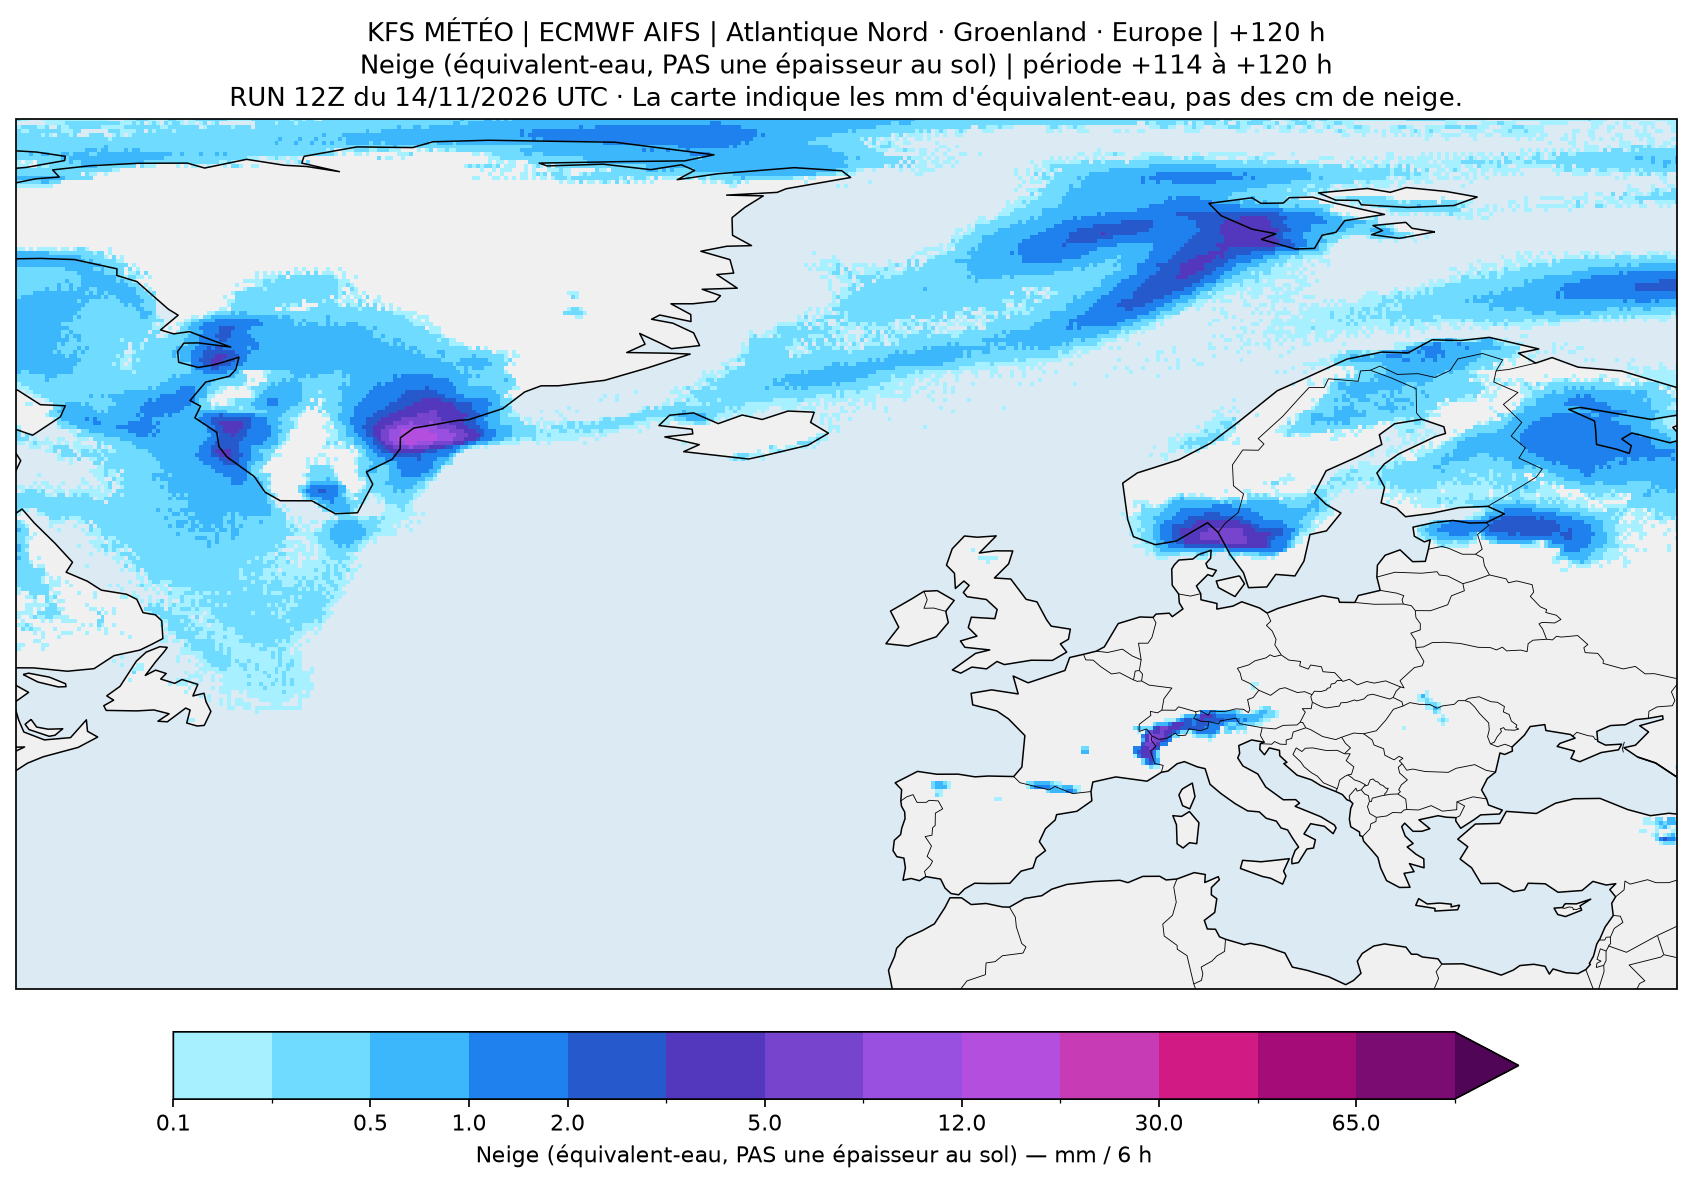 KFS MÉTÉO | ECMWF AIFS | Atlantique Nord · Groenland · Europe | +120 h
Neige (équivalent-eau, PAS une épaisseur au sol) | période +114 à +120 h
RUN 12Z du 14/11/2026 UTC · La carte indique les mm d'équivalent-eau, pas des cm de neige.
0.1 0.5 1.0 2.0 5.0 12.0 30.0 65.0
Neige (équivalent-eau, PAS une épaisseur au sol) — mm / 6 h